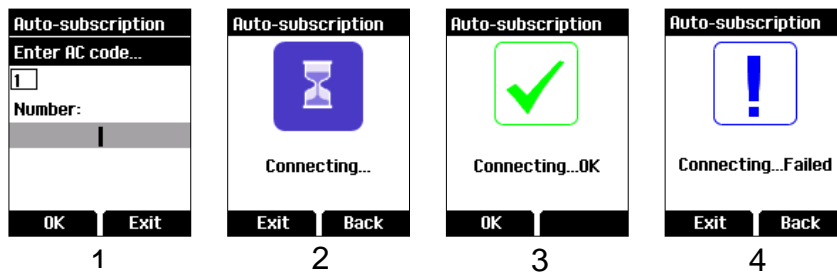 Auto-subscription
Enter AC code...
1
Number:
OK Exit
1
Auto-subscription
Connecting...
Exit Back
2
Auto-subscription
Connecting...OK
OK
3
Auto-subscription
Connecting...Failed
Exit Back
4